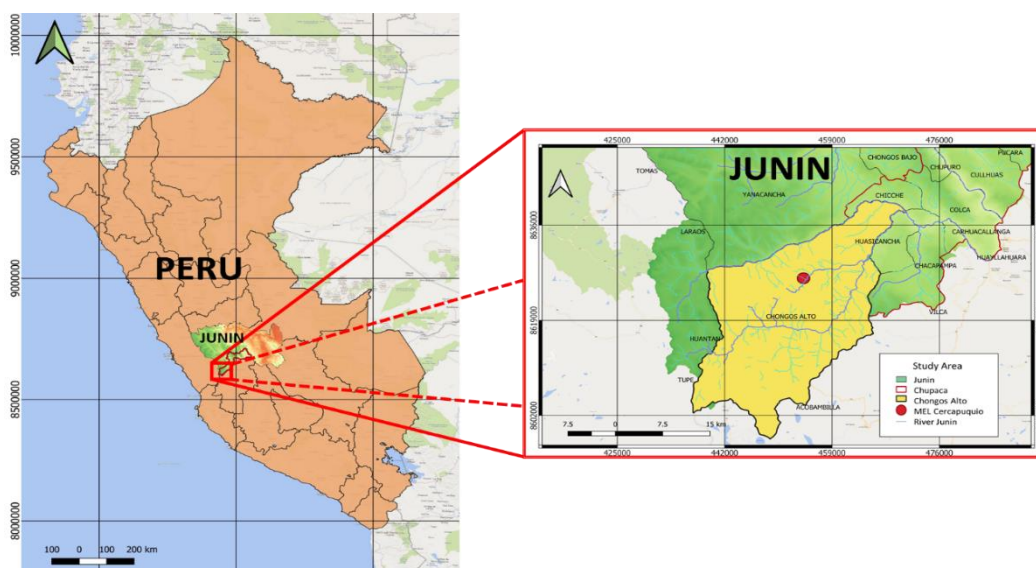 10000000
9500000
9000000
8500000
8000000
PERU
JUNIN
100 0 100 200 km
425000 442000 459000 476000
8635000
8619000
8602000
JUNIN
TOMAS
YANACANCHA
CHONGOS BAJO
CHUPURO
CULLHUAS
CHICCHE
COLCA
LARAOS
HUASICANCHA
CARHUACALLANGA
HUAYLLAHUARA
CHACAPAMPA
CHONGOS ALTO
VILCA
HUANTAN
TUPE
ACOBAMBILLA
7.5 0 7.5 15 km
Study Area
Junin
Chupaca
Chongos Alto
MEL Cercapuquio
River Junin
425000 442000 459000 476000